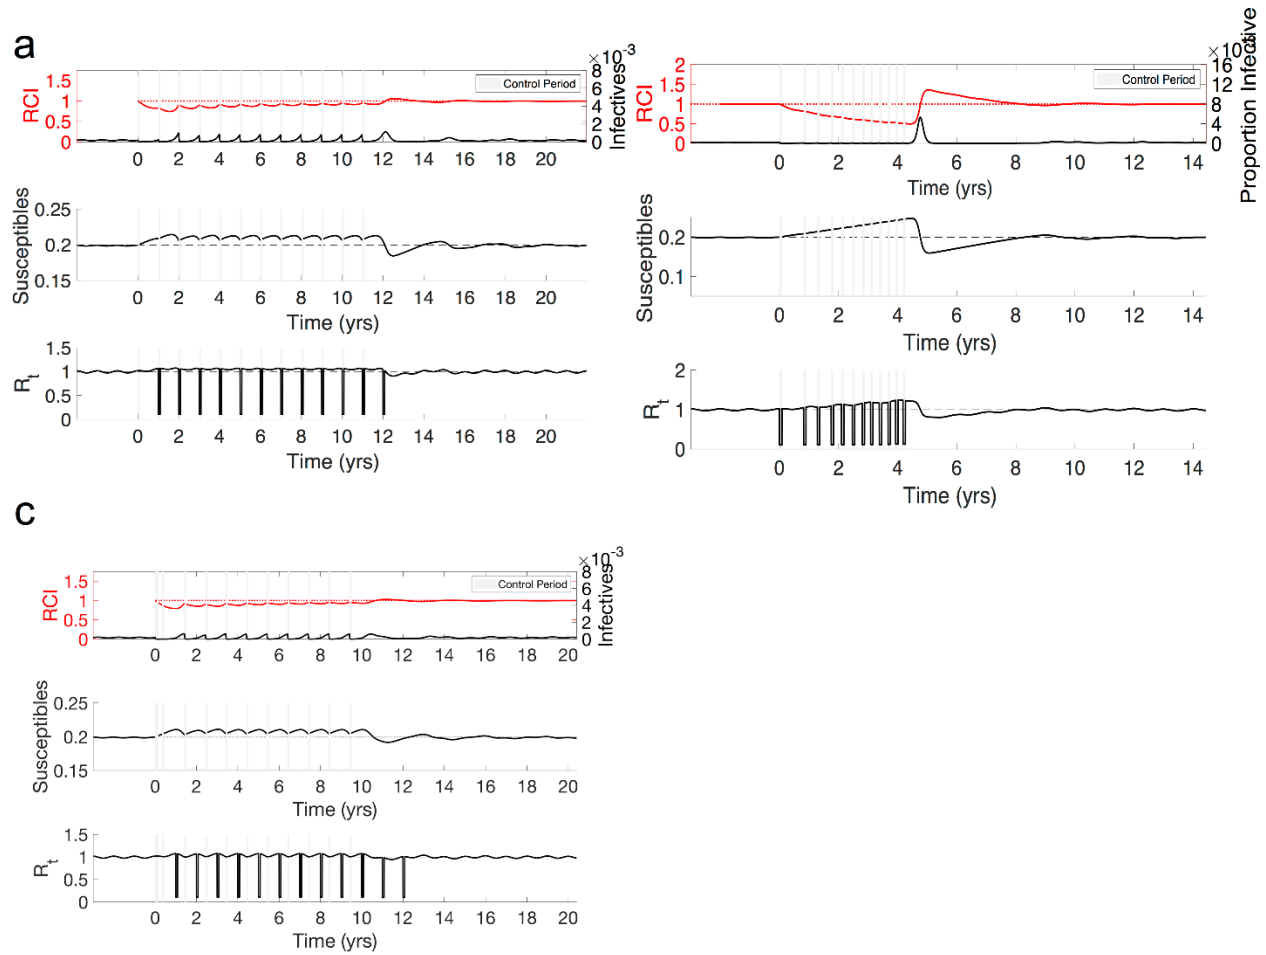 a
×10⁻³
RCI
1.5
1
0.5
0
Control Period
8
6
4
2
0
Infectives
0 2 4 6 8 10 12 14 16 18 20
Susceptibles
0.25
0.2
0.15
0 2 4 6 8 10 12 14 16 18 20
Time (yrs)
Rt
1.5
1
0.5
0
0 2 4 6 8 10 12 14 16 18 20
Time (yrs)
RCI
2
1.5
1
0.5
0
Control Period
16
12
8
4
0
Proportion Infective
0 2 4 6 8 10 12 14
Time (yrs)
Susceptibles
0.2
0.1
0 2 4 6 8 10 12 14
Time (yrs)
Rt
2
1
0
0 2 4 6 8 10 12 14
Time (yrs)
c
×10⁻³
RCI
1.5
1
0.5
0
Control Period
8
6
4
2
0
Infectives
0 2 4 6 8 10 12 14 16 18 20
Susceptibles
0.25
0.2
0.15
0 2 4 6 8 10 12 14 16 18 20
Time (yrs)
Rt
1.5
1
0.5
0
0 2 4 6 8 10 12 14 16 18 20
Time (yrs)